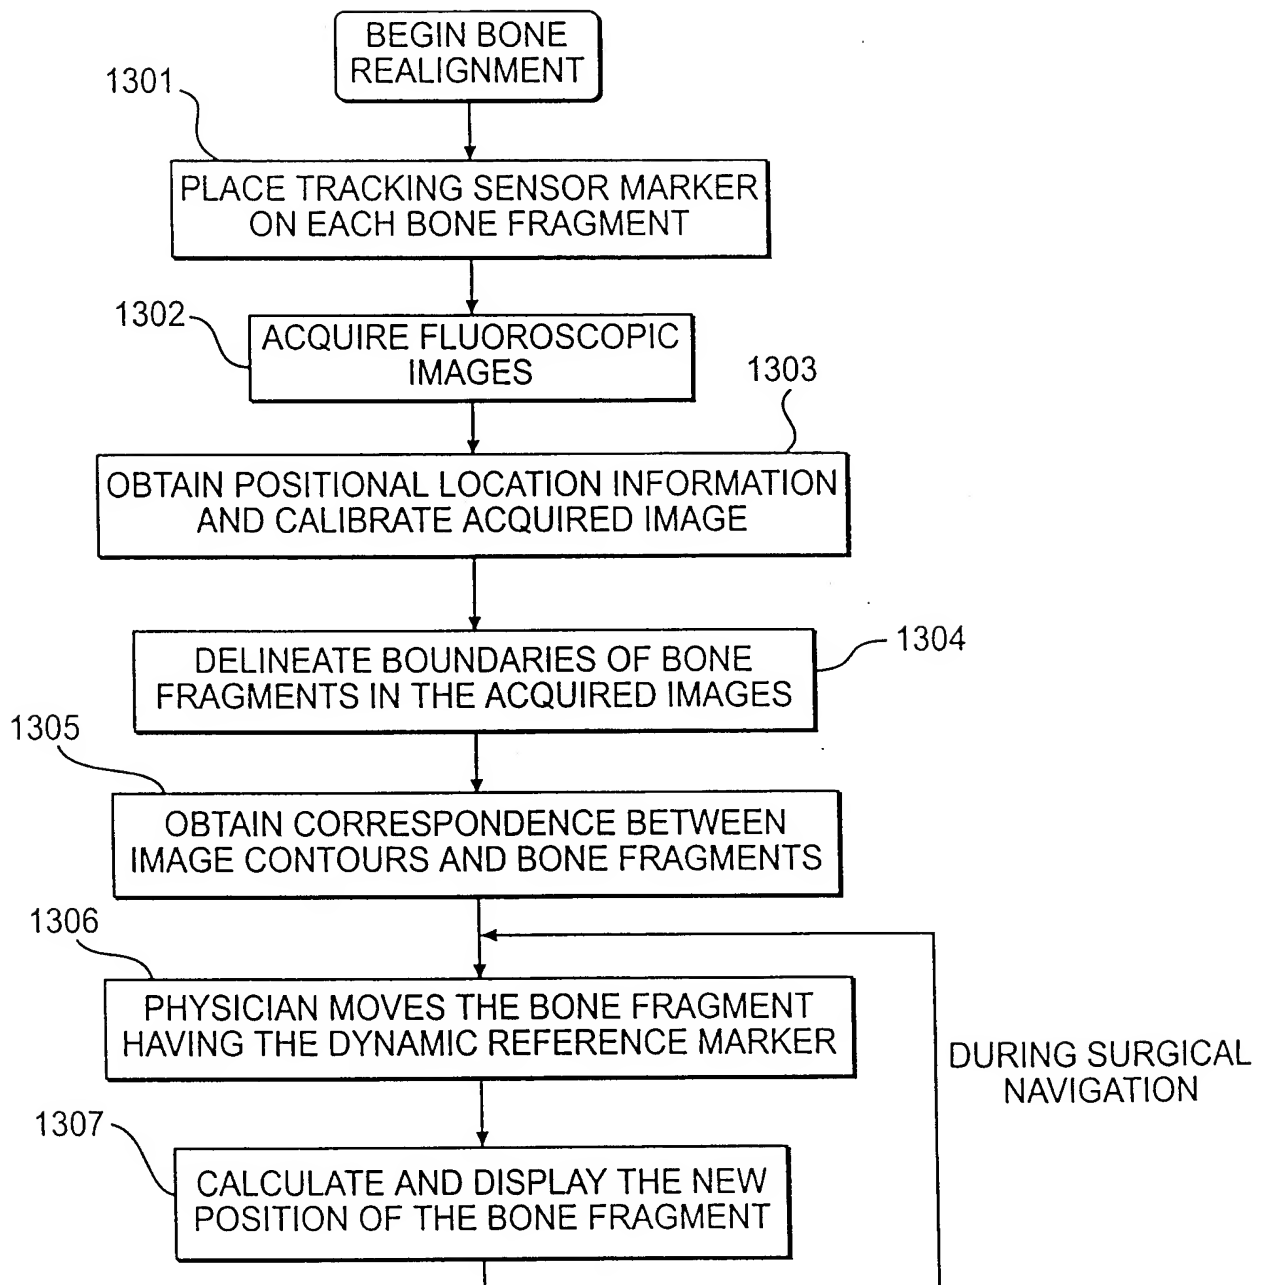 BEGIN BONE
REALIGNMENT
1301
PLACE TRACKING SENSOR MARKER
ON EACH BONE FRAGMENT
1302
ACQUIRE FLUOROSCOPIC
IMAGES
1303
OBTAIN POSITIONAL LOCATION INFORMATION
AND CALIBRATE ACQUIRED IMAGE
1304
DELINEATE BOUNDARIES OF BONE
FRAGMENTS IN THE ACQUIRED IMAGES
1305
OBTAIN CORRESPONDENCE BETWEEN
IMAGE CONTOURS AND BONE FRAGMENTS
1306
PHYSICIAN MOVES THE BONE FRAGMENT
HAVING THE DYNAMIC REFERENCE MARKER
DURING SURGICAL
NAVIGATION
1307
CALCULATE AND DISPLAY THE NEW
POSITION OF THE BONE FRAGMENT